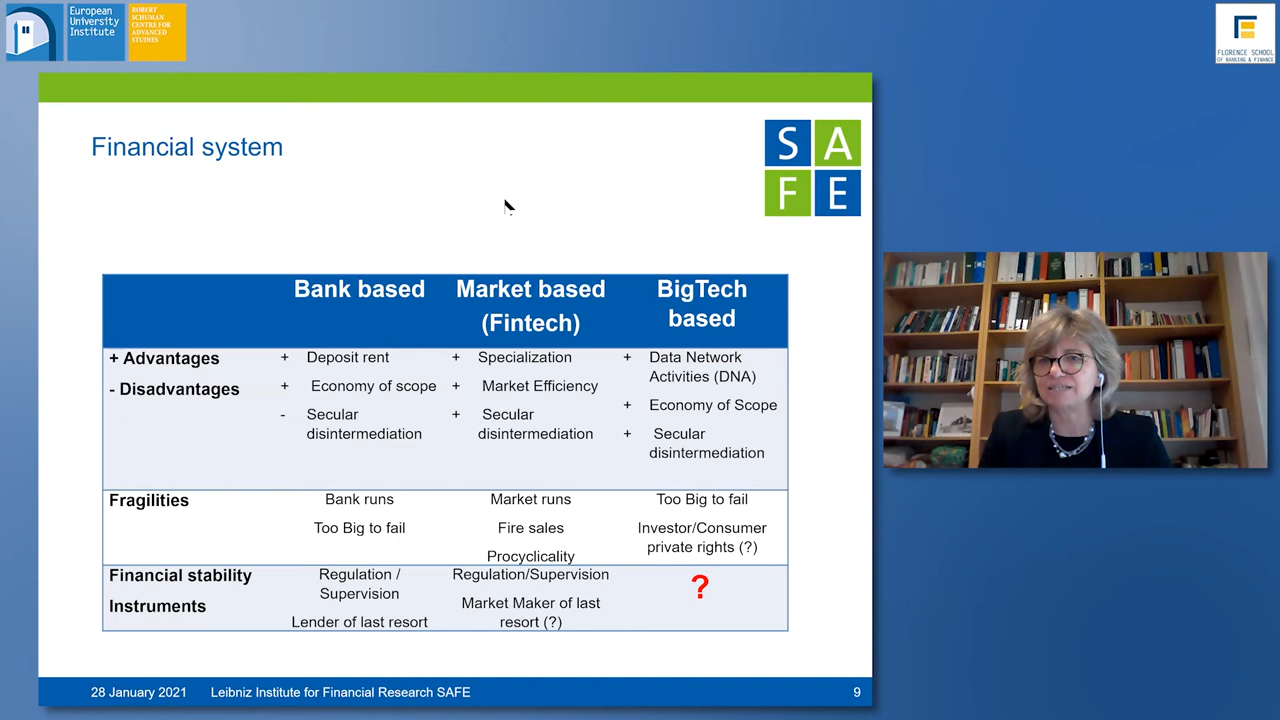 European
University
Institute
ROBERT
SCHUMAN
CENTRE FOR
ADVANCED
STUDIES
FLORENCE SCHOOL
OF BANKING & FINANCE
Financial system
S A
F E
Bank based
Market based
(Fintech)
BigTech
based
+ Advantages
- Disadvantages
+ Deposit rent
+ Economy of scope
- Secular
disintermediation
+ Specialization
+ Market Efficiency
+ Secular
disintermediation
+ Data Network
Activities (DNA)
+ Economy of Scope
+ Secular
disintermediation
Fragilities
Bank runs
Too Big to fail
Market runs
Fire sales
Procyclicality
Too Big to fail
Investor/Consumer
private rights (?)
Financial stability
Instruments
Regulation /
Supervision
Lender of last resort
Regulation/Supervision
Market Maker of last
resort (?)
?
28 January 2021 Leibniz Institute for Financial Research SAFE 9